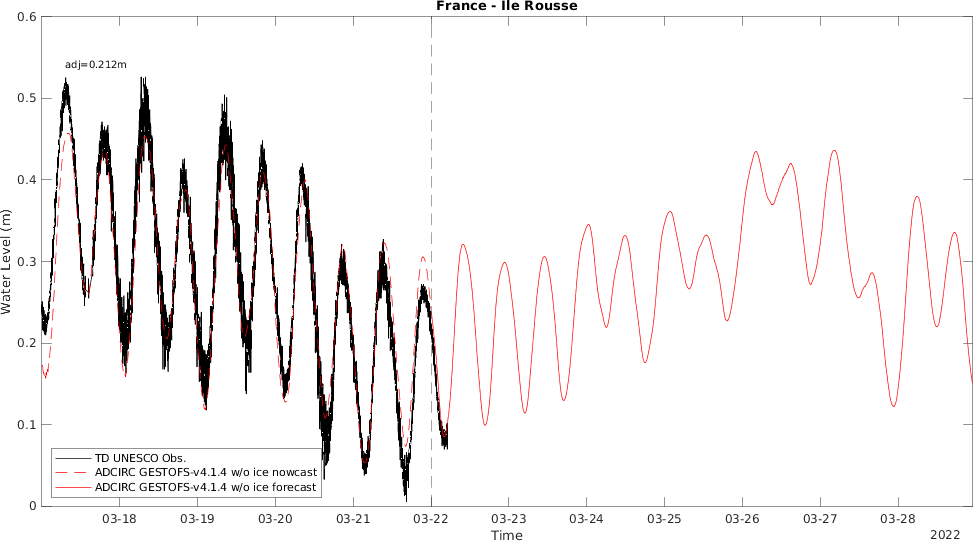 France - Ile Rousse
0.6
0.5
0.4
0.3
0.2
0.1
0
Water Level (m)
adj=0.212m
TD UNESCO Obs.
ADCIRC GESTOFS-v4.1.4 w/o ice nowcast
ADCIRC GESTOFS-v4.1.4 w/o ice forecast
03-18 03-19 03-20 03-21 03-22 03-23 03-24 03-25 03-26 03-27 03-28
Time
2022